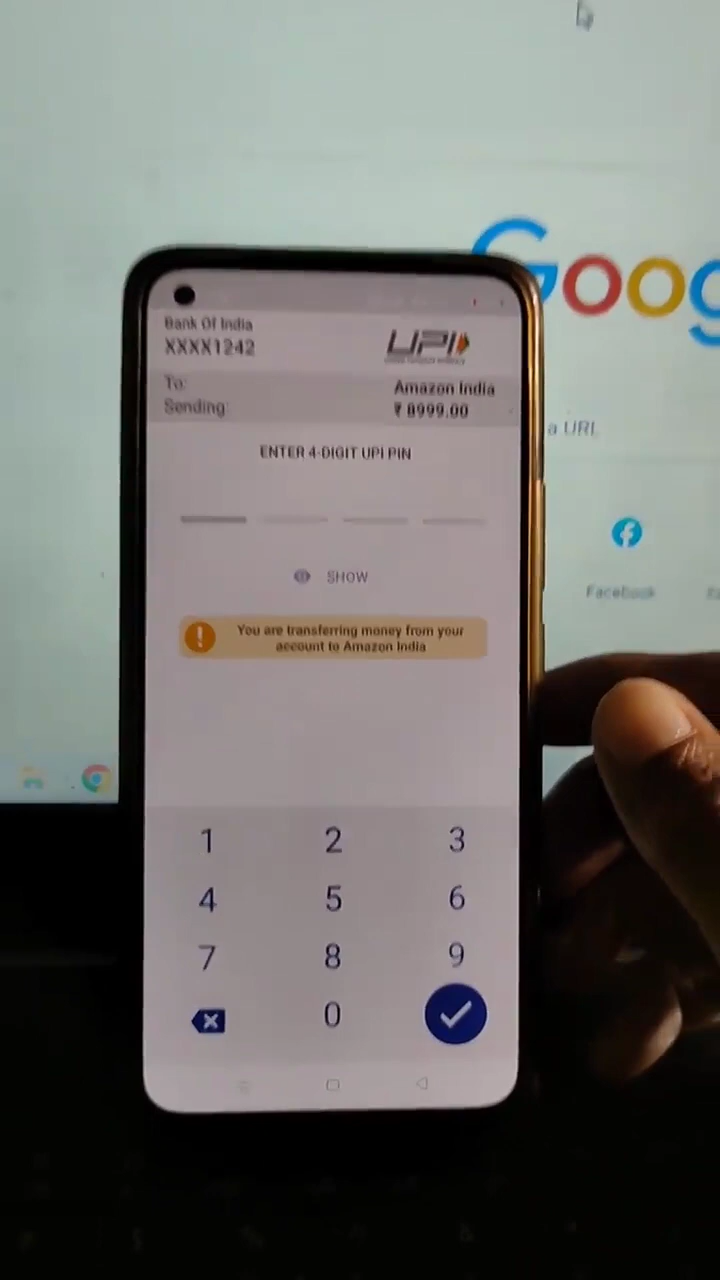 Goog
a URL
Facebook
Bank Of India
XXXX1242
UPI
To:
Amazon India
Sending:
₹ 8999.00
ENTER 4-DIGIT UPI PIN
SHOW
You are transferring money from your
account to Amazon India
1 2 3
4 5 6
7 8 9
0